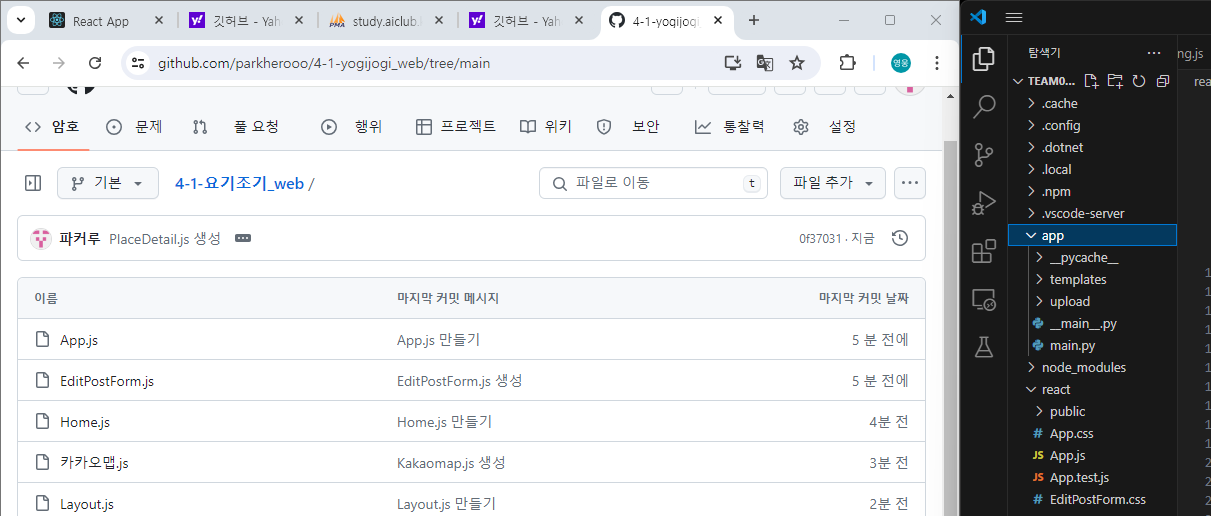 React App
깃허브 - Yah
study.aiclub.
깃허브 - Yah
4-1-yogijogi
github.com/parkherooo/4-1-yogijogi_web/tree/main
영웅
암호 문제 풀 요청 행위 프로젝트 위키 보안 통찰력 설정
기본 4-1-요기조기_web / 파일로 이동 t 파일 추가
파커루 PlaceDetail.js 생성 0f37031 · 지금
이름 마지막 커밋 메시지 마지막 커밋 날짜
App.js App.js 만들기 5 분 전에
EditPostForm.js EditPostForm.js 생성 5 분 전에
Home.js Home.js 만들기 4분 전
카카오맵.js Kakaomap.js 생성 3분 전
Layout.js Layout.js 만들기 2분 전
탐색기
ng.js
TEAM0...
rea
.cache
.config
.dotnet
.local
.npm
.vscode-server
app
__pycache__
templates
upload
__main__.py
main.py
node_modules
react
public
# App.css
JS App.js
JS App.test.js
# EditPostForm.css